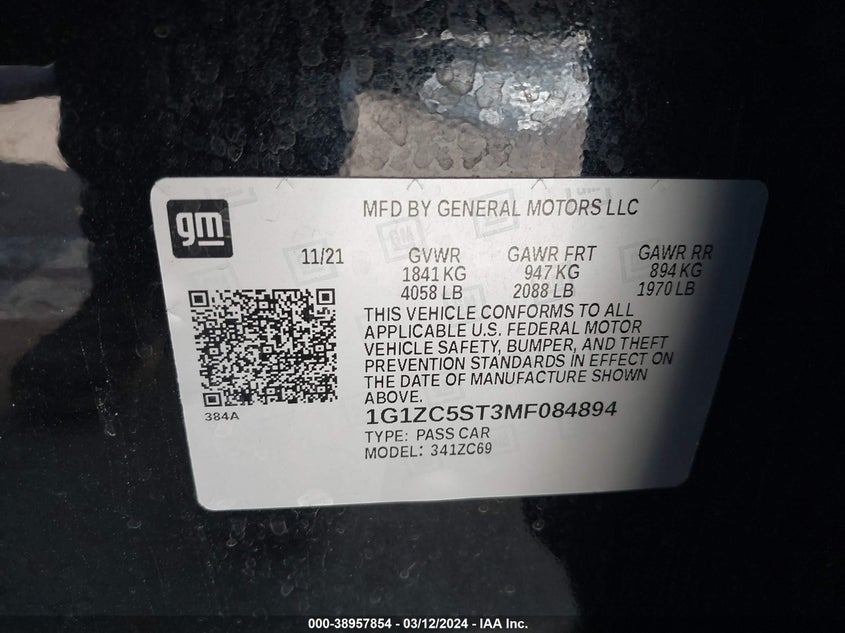 gm
MFD BY GENERAL MOTORS LLC
11/21 GVWR GAWR FRT GAWR RR
1841 KG 947 KG 894 KG
4058 LB 2088 LB 1970 LB
THIS VEHICLE CONFORMS TO ALL
APPLICABLE U.S. FEDERAL MOTOR
VEHICLE SAFETY, BUMPER, AND THEFT
PREVENTION STANDARDS IN EFFECT ON
THE DATE OF MANUFACTURE SHOWN
ABOVE.
384A
1G1ZC5ST3MF084894
TYPE: PASS CAR
MODEL: 341ZC69
000-38957854 - 03/12/2024 - IAA Inc.